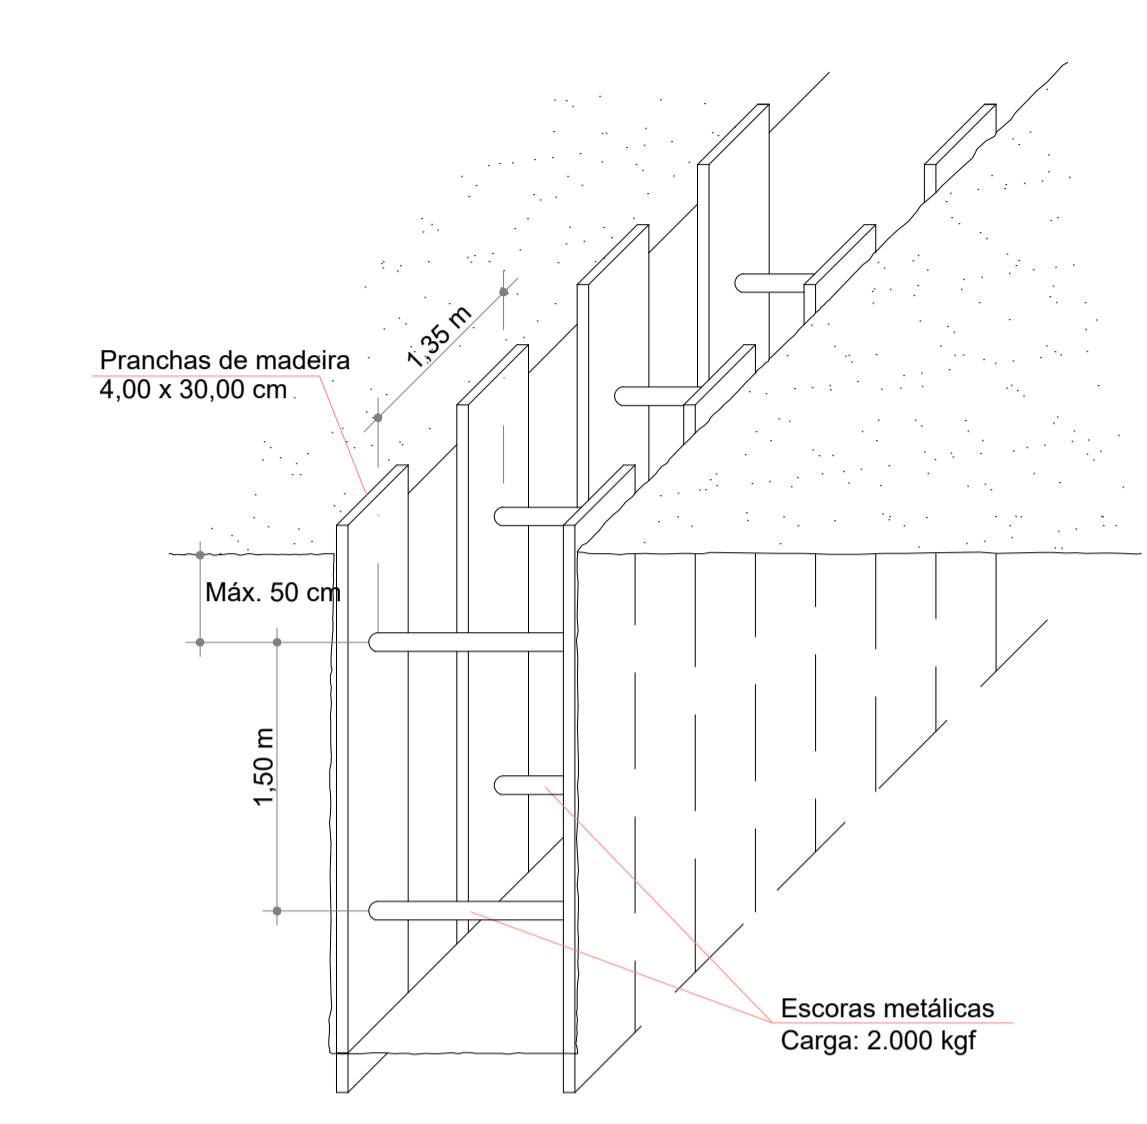 1,35 m
Pranchas de madeira
4,00 x 30,00 cm
Máx. 50 cm
1,50 m
Escoras metálicas
Carga: 2.000 kgf